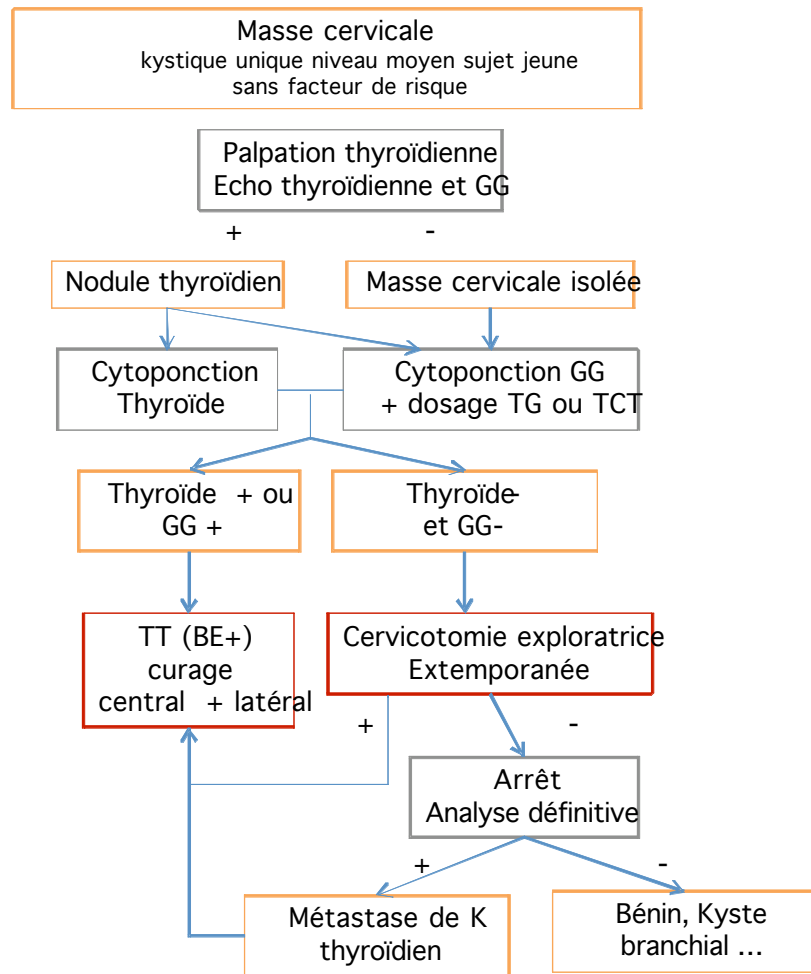 Masse cervicale
kystique unique niveau moyen sujet jeune
sans facteur de risque
Palpation thyroïdienne
Echo thyroïdienne et GG
+
-
Nodule thyroïdien
Masse cervicale isolée
Cytoponction
Thyroïde
Cytoponction GG
+ dosage TG ou TCT
Thyroïde + ou
GG +
Thyroïde-
et GG-
TT (BE+)
curage
central + latéral
Cervicotomie exploratrice
Extemporanée
+
-
Arrêt
Analyse définitive
+
-
Métastase de K
thyroïdien
Bénin, Kyste
branchial ...